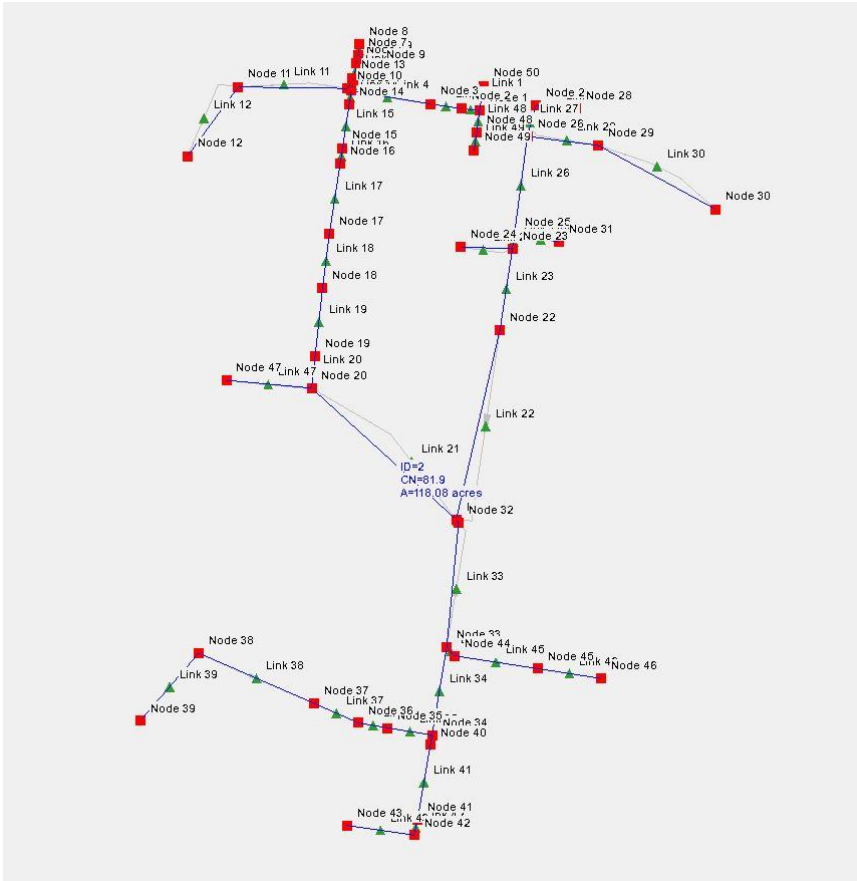 Node 8
Node 7
Node 9
Node 13
Node 11
Link 11
Node 10
Link 4
Node 14
Node 50
Link 1
Node 3
Node 2
Node 1
Node 28
Link 12
Link 15
Link 48
Link 27
Node 48
Node 26
Node 29
Node 12
Node 15
Node 49
Node 16
Link 30
Link 17
Link 26
Node 30
Node 17
Node 24
Node 25
Node 31
Node 23
Link 18
Node 18
Link 23
Link 19
Node 22
Node 19
Link 20
Node 47
Link 47
Node 20
Link 22
Link 21
ID=2
CN=81.9
A=118.08 acres
Node 32
Link 33
Node 33
Node 38
Node 44
Link 45
Node 45
Node 46
Link 39
Link 38
Link 34
Node 37
Link 37
Node 39
Node 36
Node 35
Node 34
Node 40
Link 41
Node 43
Node 41
Node 42